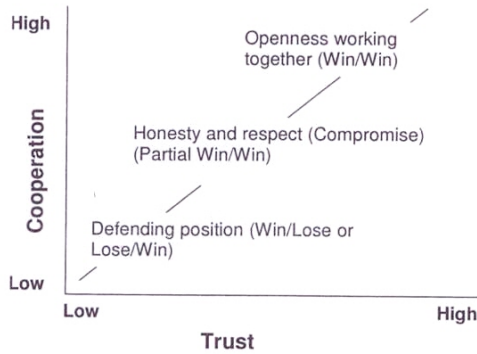 High
Openness working
together (Win/Win)
Cooperation
Honesty and respect (Compromise)
(Partial Win/Win)
Defending position (Win/Lose or
Lose/Win)
Low
Low
High
Trust